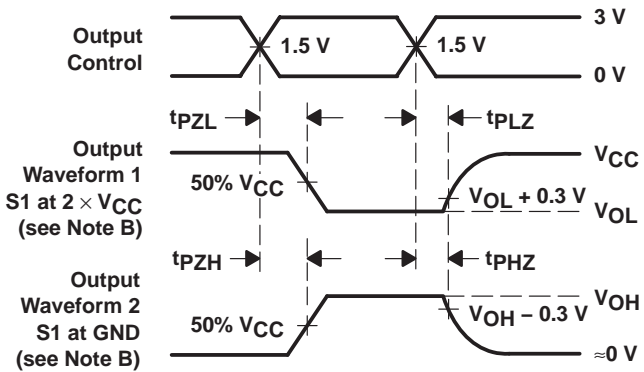 3 V
Output
Control
1.5 V
1.5 V
0 V
tPZL
tPLZ
Output
Waveform 1
S1 at 2 × VCC
(see Note B)
50% VCC
VCC
VOL + 0.3 V
VOL
tPZH
tPHZ
Output
Waveform 2
S1 at GND
(see Note B)
50% VCC
VOH
VOH − 0.3 V
≈0 V